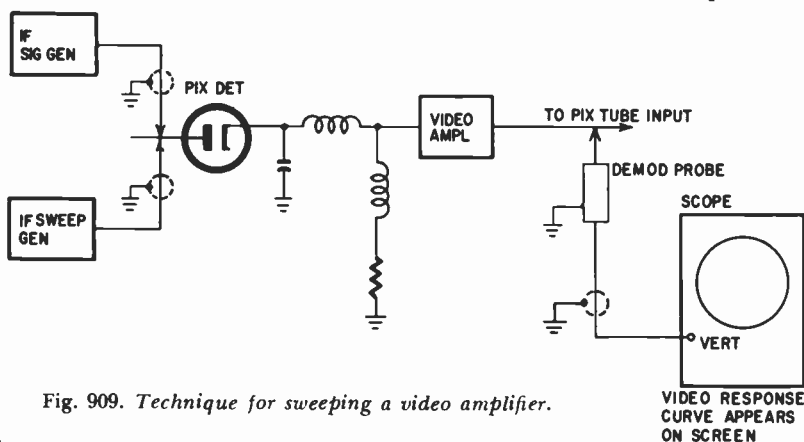 IF
SIG GEN
PIX DET
VIDEO
AMPL
TO PIX TUBE INPUT
DEMOD PROBE
IF SWEEP
GEN
SCOPE
VERT
Fig. 909. Technique for sweeping a video amplifier.
VIDEO RESPONSE
CURVE APPEARS
ON SCREEN